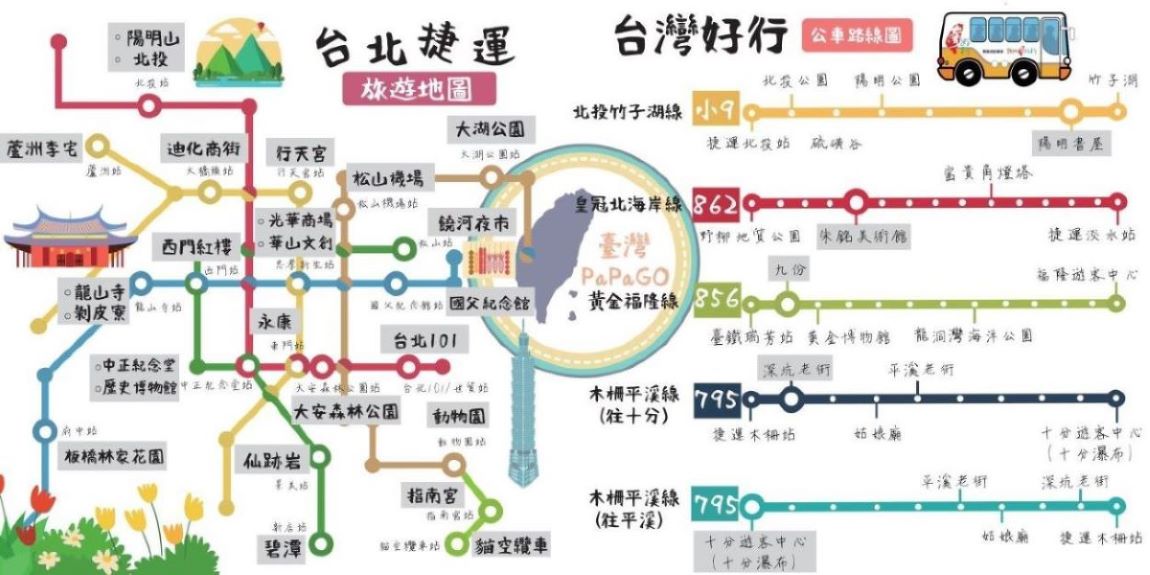 台北捷運
旅遊地圖
陽明山
北投
北投站
蘆洲李宅
蘆洲站
迪化商街
大橋頭站
行天宮
行天宮站
大湖公園
大湖公園站
松山機場
松山機場站
光華商場
華山文創
忠孝新生站
饒河夜市
松山站
西門紅樓
西門站
龍山寺
剝皮寮
龍山寺站
國父紀念館站
國父紀念館
永康
東門站
台北101
台北101/世貿站
中正紀念堂
歷史博物館
中正紀念堂站
大安森林公園站
大安森林公園
動物園
動物園站
府中站
板橋林家花園
仙跡岩
景美站
指南宮
指南宮站
新店站
碧潭
貓空纜車站
貓空纜車
臺灣
PaPaGO
台灣好行
公車路線圖
北投竹子湖線
小9
北投公園
陽明公園
竹子湖
捷運北投站
硫磺谷
陽明書屋
皇冠北海岸線
862
富貴角燈塔
野柳地質公園
朱銘美術館
捷運淡水站
黃金福隆線
856
九份
福隆遊客中心
臺鐵瑞芳站
黃金博物館
龍洞灣海洋公園
木柵平溪線
(往十分)
795
深坑老街
平溪老街
捷運木柵站
姑娘廟
十分遊客中心
(十分瀑布)
木柵平溪線
(往平溪)
795
平溪老街
深坑老街
十分遊客中心
(十分瀑布)
姑娘廟
捷運木柵站